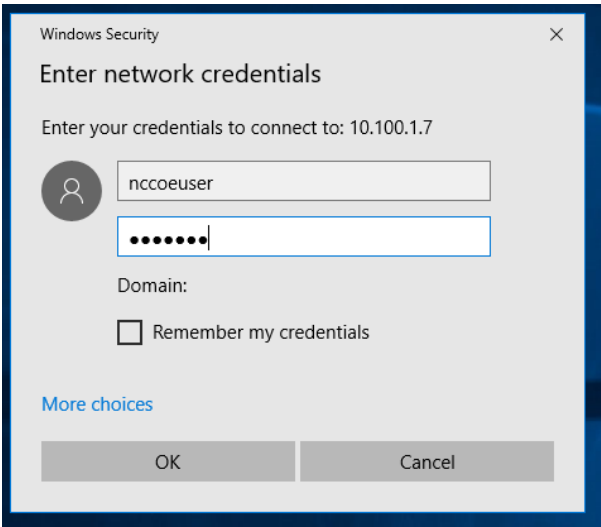 Windows Security
Enter network credentials
Enter your credentials to connect to: 10.100.1.7
nccoeuser
•••••••
Domain:
Remember my credentials
More choices
OK
Cancel